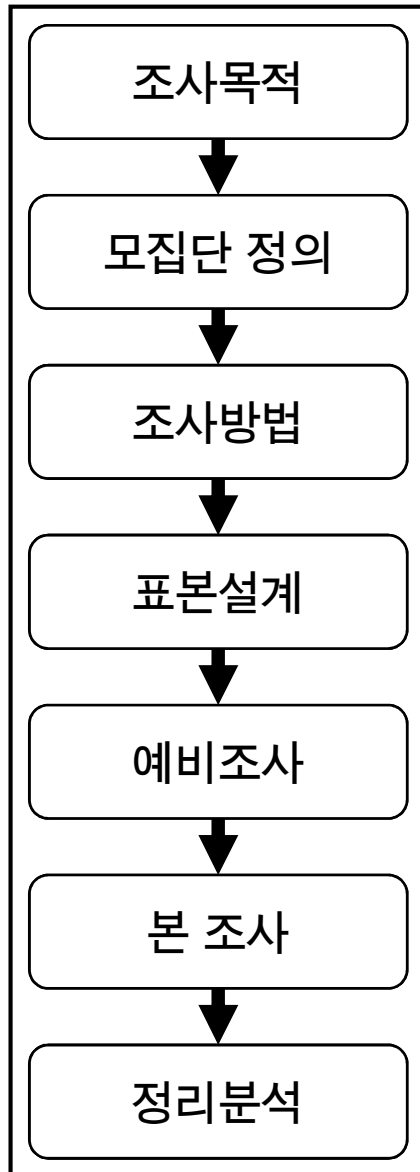 조사목적
모집단 정의
조사방법
표본설계
예비조사
본 조사
정리분석